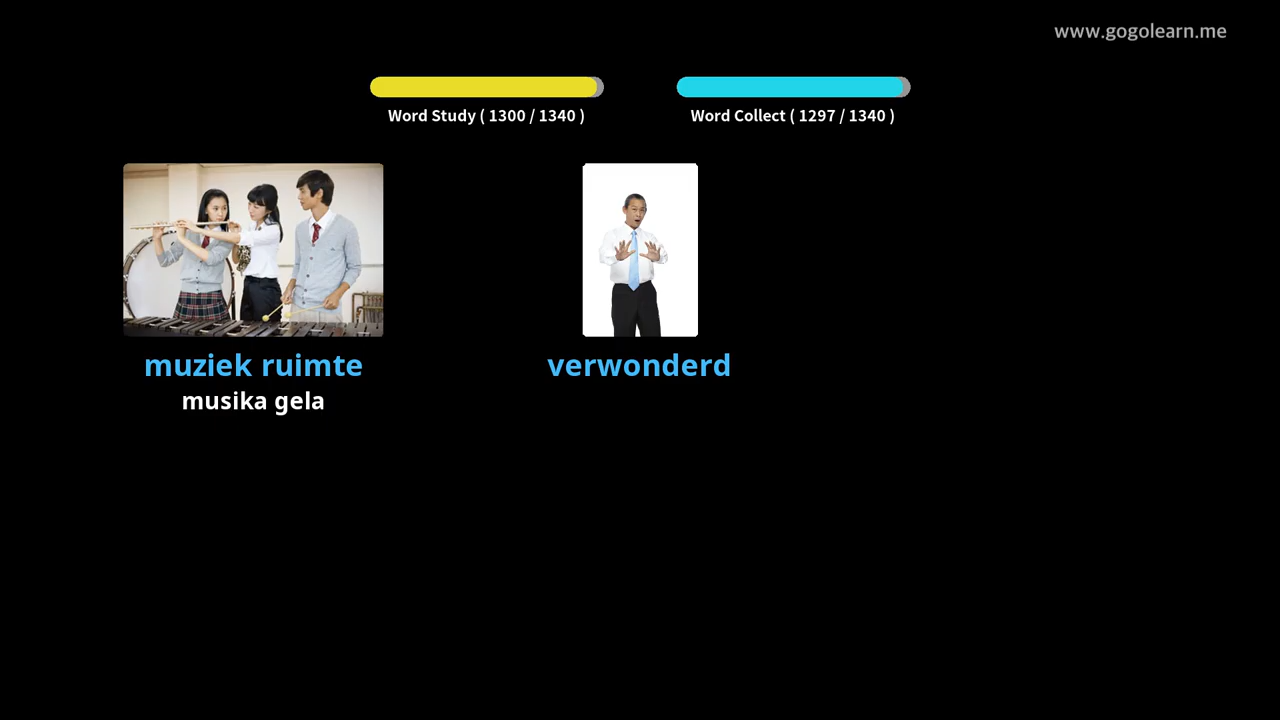 www.gogolearn.me
Word Study ( 1300 / 1340 )
Word Collect ( 1297 / 1340 )
muziek ruimte
verwonderd
musika gela